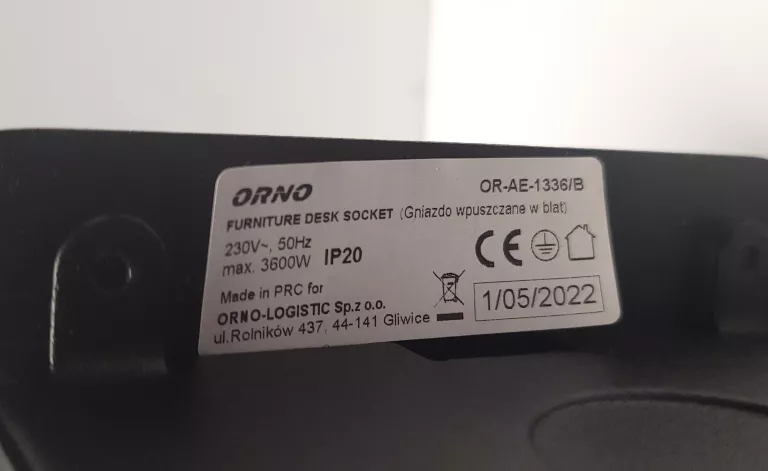 ORNO OR-AE-1336/B
FURNITURE DESK SOCKET (Gniazdo wpuszczane w blat)
230V~, 50Hz
max. 3600W IP20
CE
Made in PRC for
ORNO-LOGISTIC Sp.z o.o.
ul.Rolników 437, 44-141 Gliwice
1/05/2022